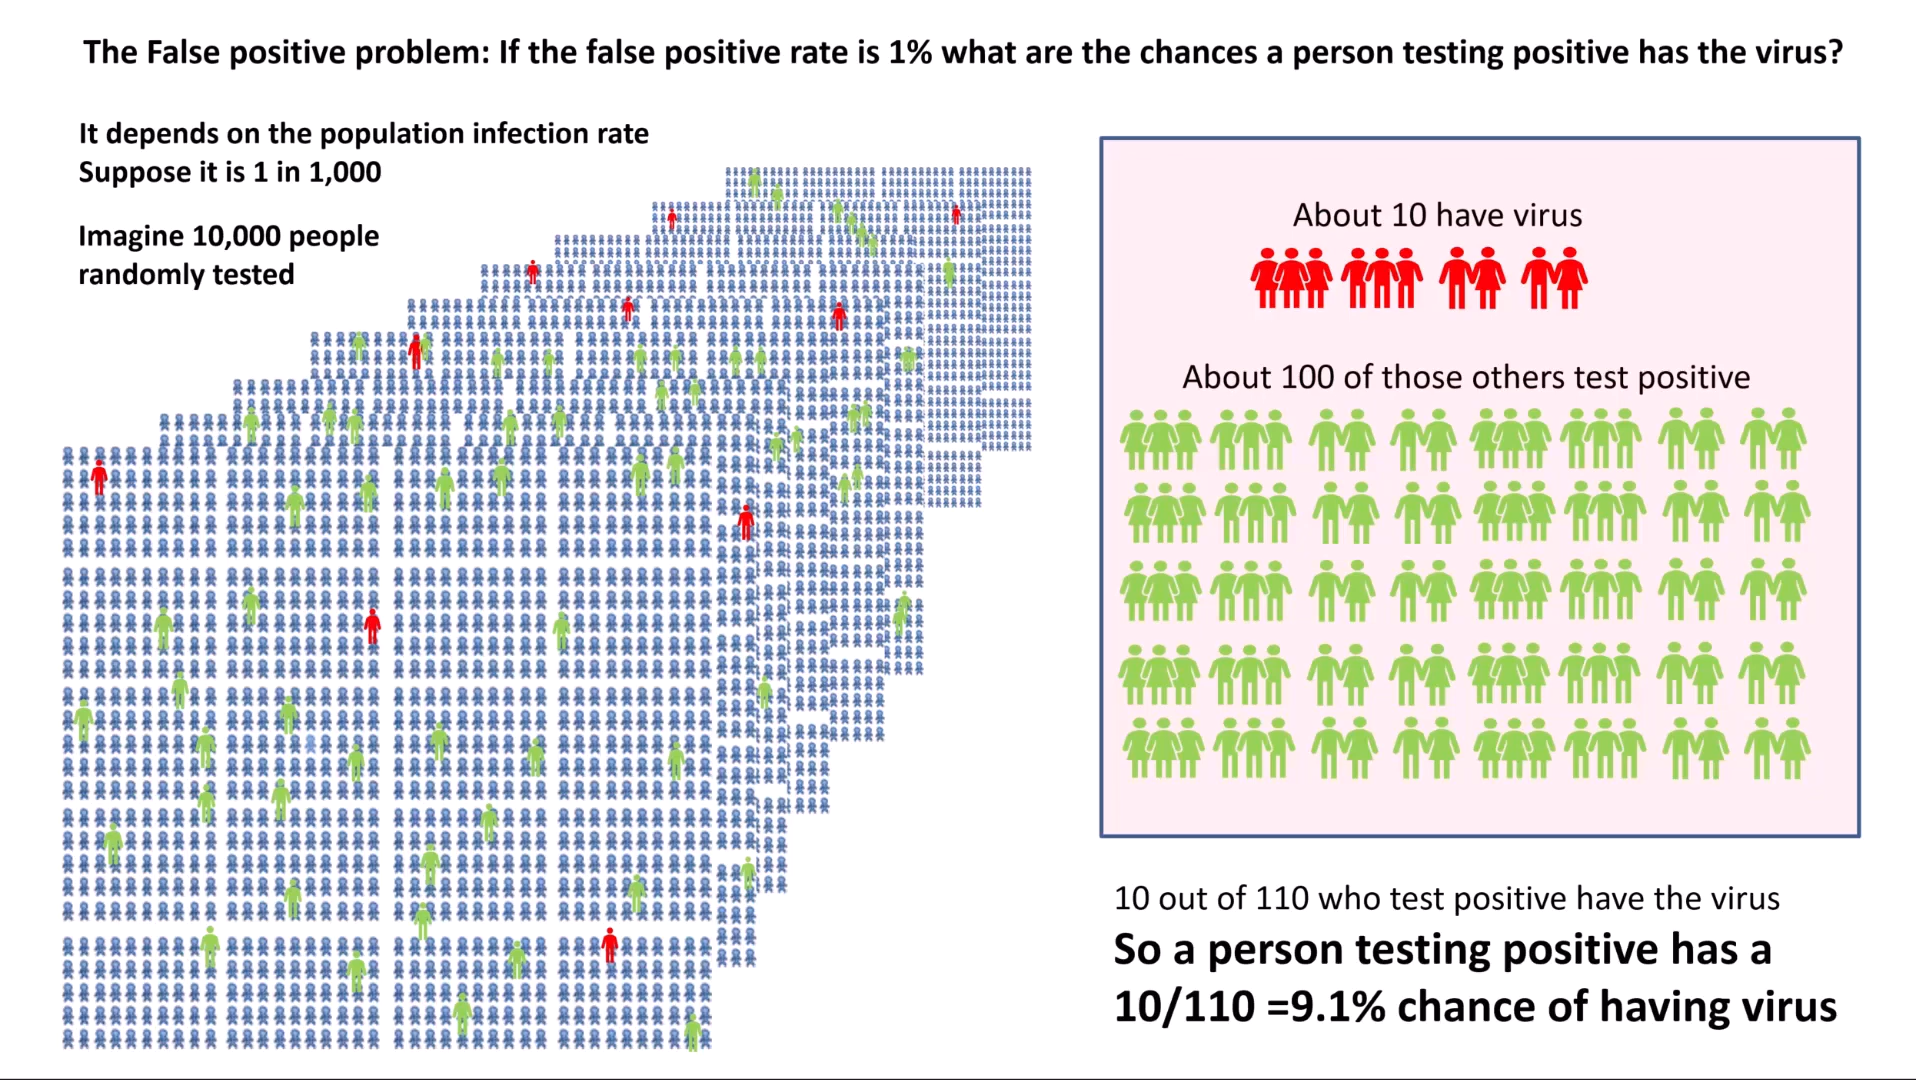 The False positive problem: If the false positive rate is 1% what are the chances a person testing positive has the virus?
It depends on the population infection rate
Suppose it is 1 in 1,000
Imagine 10,000 people
randomly tested
About 10 have virus
About 100 of those others test positive
10 out of 110 who test positive have the virus
So a person testing positive has a
10/110 =9.1% chance of having virus